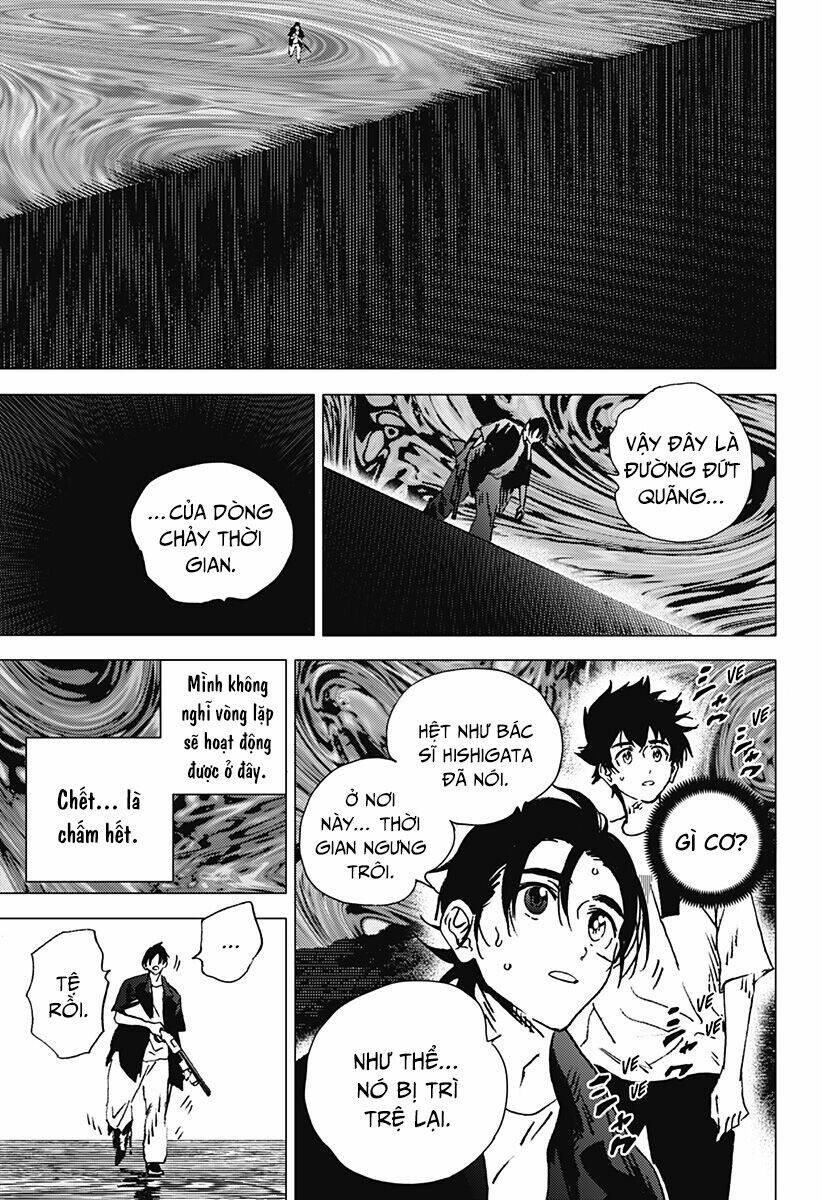 VẬY ĐÂY LÀ
ĐƯỜNG ĐỨT
QUÃNG...
...CỦA DÒNG
CHẢY THỜI
GIAN.
VE
VE
GÌ CƠ?
HỆT NHƯ BÁC
SĨ HISHIGATA
ĐÃ NÓI.
Ở NƠI
NÀY... THỜI
GIAN NGƯNG
TRÔI.
VE
VE
VE
VE
NHƯ THỂ...
NÓ BỊ TRÌ
TRỆ LẠI.
Mình không
nghĩ vòng lặp
sẽ hoạt động
được ở đây.
Chết... là
chấm hết.
...
TỆ
RỒI.